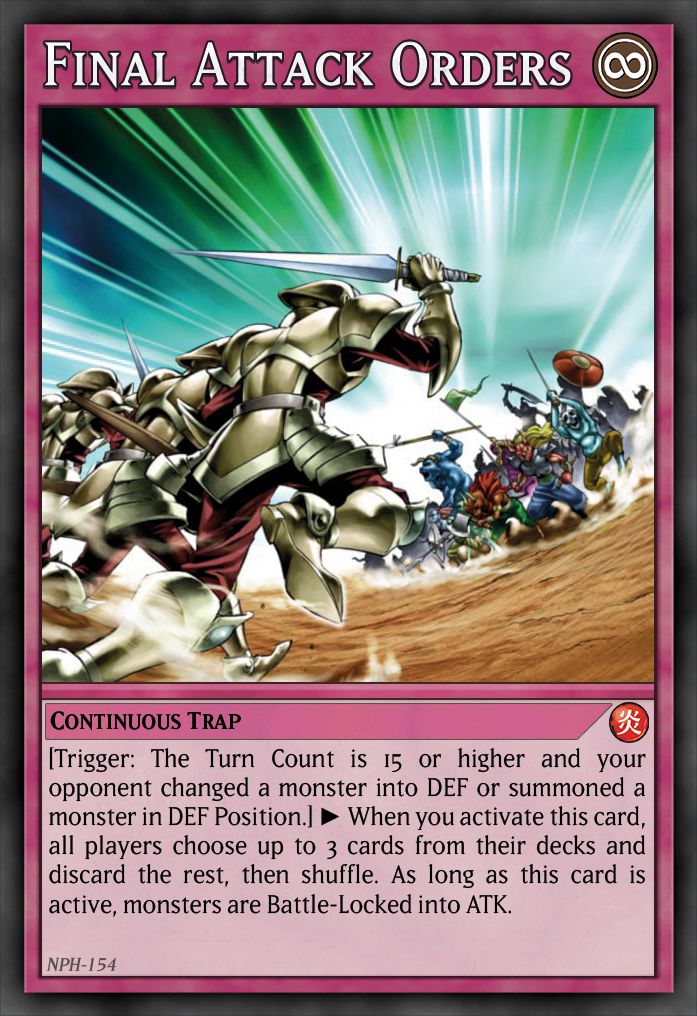 Final Attack Orders
Continuous Trap
炎
[Trigger: The Turn Count is 15 or higher and your
opponent changed a monster into DEF or summoned a
monster in DEF Position.] ► When you activate this card,
all players choose up to 3 cards from their decks and
discard the rest, then shuffle. As long as this card is
active, monsters are Battle-Locked into ATK.
NPH-154